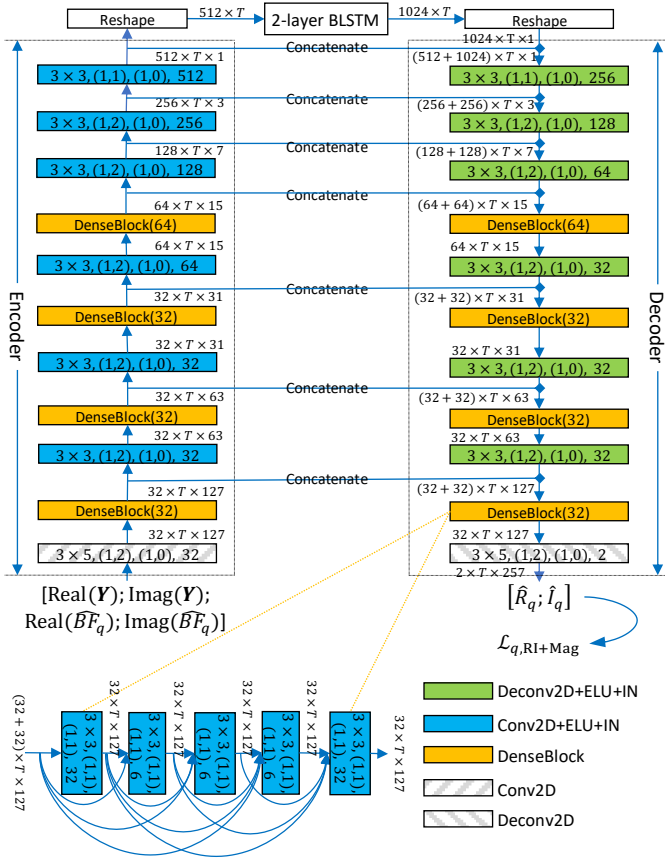 Reshape
512×T
2-layer BLSTM
1024×T
Reshape
Concatenate
1024×T×1
512×T×1
(512+1024)×T×1
3 × 3, (1,1), (1,0), 512
3 × 3, (1,1), (1,0), 256
256×T×3
Concatenate
(256+256)×T×3
3 × 3, (1,2), (1,0), 256
3 × 3, (1,2), (1,0), 128
128×T×7
Concatenate
(128+128)×T×7
3 × 3, (1,2), (1,0), 128
3 × 3, (1,2), (1,0), 64
64×T×15
Concatenate
(64+64)×T×15
DenseBlock(64)
DenseBlock(64)
64×T×15
64×T×15
3 × 3, (1,2), (1,0), 64
3 × 3, (1,2), (1,0), 32
32×T×31
Concatenate
(32+32)×T×31
Encoder
Decoder
DenseBlock(32)
DenseBlock(32)
32×T×31
32×T×31
3 × 3, (1,2), (1,0), 32
3 × 3, (1,2), (1,0), 32
32×T×63
Concatenate
(32+32)×T×63
DenseBlock(32)
DenseBlock(32)
32×T×63
32×T×63
3 × 3, (1,2), (1,0), 32
3 × 3, (1,2), (1,0), 32
32×T×127
Concatenate
(32+32)×T×127
DenseBlock(32)
DenseBlock(32)
32×T×127
32×T×127
3 × 5, (1,2), (1,0), 32
3 × 5, (1,2), (1,0), 2
2×T×257
[Real(Y); Imag(Y);
Real(B̂F_q); Imag(B̂F_q)]
[R̂_q; Î_q]
ℒ_q,RI+Mag
(32+32)×T×127
3 × 3, (1,1), (1,1), 32
32×T×127
3 × 3, (1,1), (1,1), 6
32×T×127
3 × 3, (1,1), (1,1), 6
32×T×127
3 × 3, (1,1), (1,1), 6
32×T×127
3 × 3, (1,1), (1,1), 32
32×T×127
Deconv2D+ELU+IN
Conv2D+ELU+IN
DenseBlock
Conv2D
Deconv2D